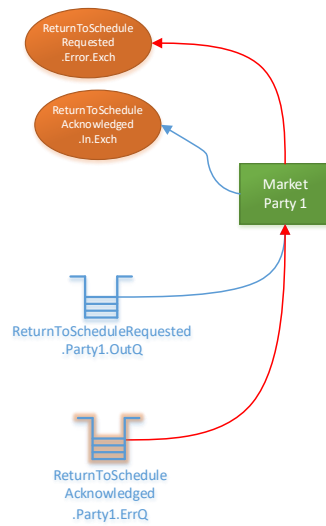 ReturnToSchedule
Requested
.Error.Exch
ReturnToSchedule
Acknowledged
.In.Exch
Market
Party 1
ReturnToScheduleRequested
.Party1.OutQ
ReturnToSchedule
Acknowledged
.Party1.ErrQ